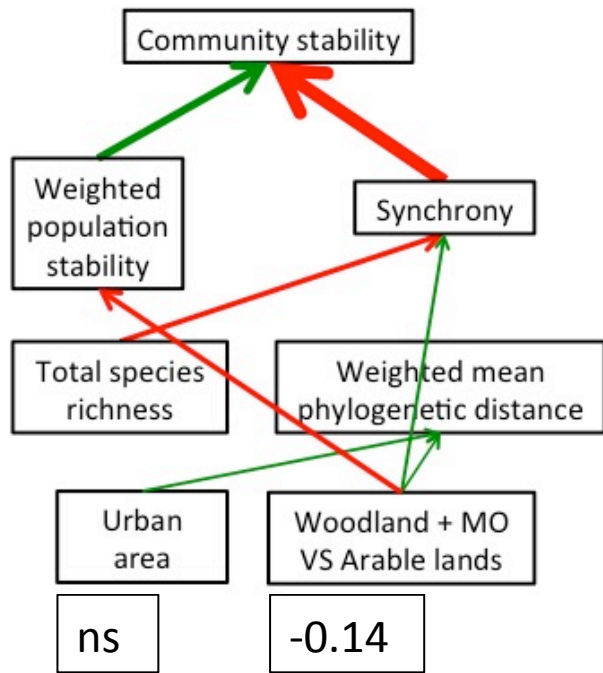 Community stability
Weighted
population
stability
Synchrony
Total species
richness
Weighted mean
phylogenetic distance
Urban
area
Woodland + MO
VS Arable lands
ns
-0.14